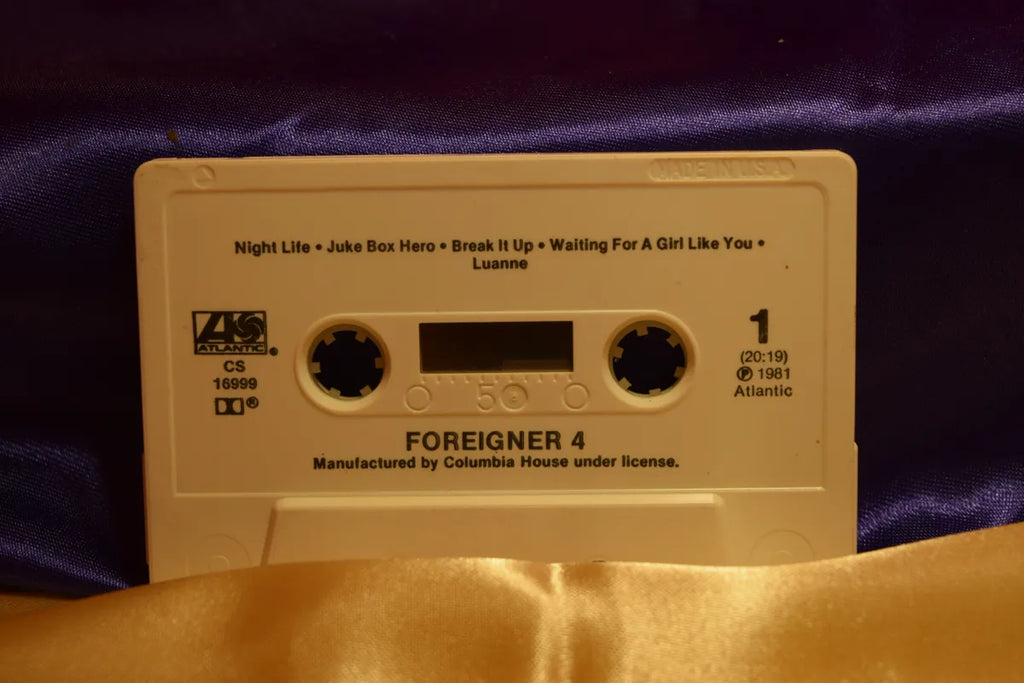 MADE IN U.S.A
Night Life • Juke Box Hero • Break It Up • Waiting For A Girl Like You •
Luanne
ATLANTIC
CS
16999
®
1
(20:19)
℗ 1981
Atlantic
50
FOREIGNER 4
Manufactured by Columbia House under license.